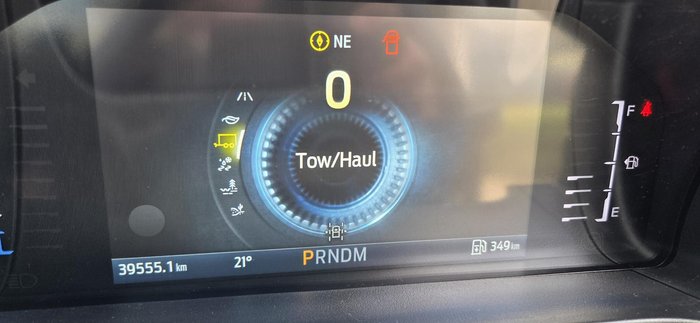 NE
0
Tow/Haul
F
E
39555.1 km
21°
PRNDM
349 km